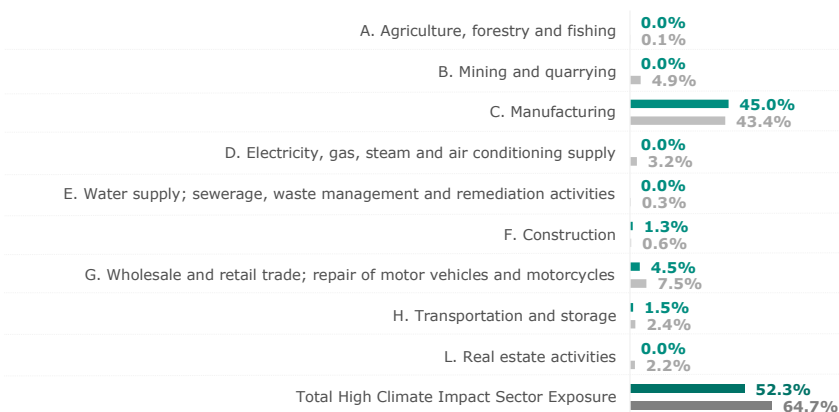 A. Agriculture, forestry and fishing
0.0%
0.1%
B. Mining and quarrying
0.0%
4.9%
C. Manufacturing
45.0%
43.4%
D. Electricity, gas, steam and air conditioning supply
0.0%
3.2%
E. Water supply; sewerage, waste management and remediation activities
0.0%
0.3%
F. Construction
1.3%
0.6%
G. Wholesale and retail trade; repair of motor vehicles and motorcycles
4.5%
7.5%
H. Transportation and storage
1.5%
2.4%
L. Real estate activities
0.0%
2.2%
Total High Climate Impact Sector Exposure
52.3%
64.7%